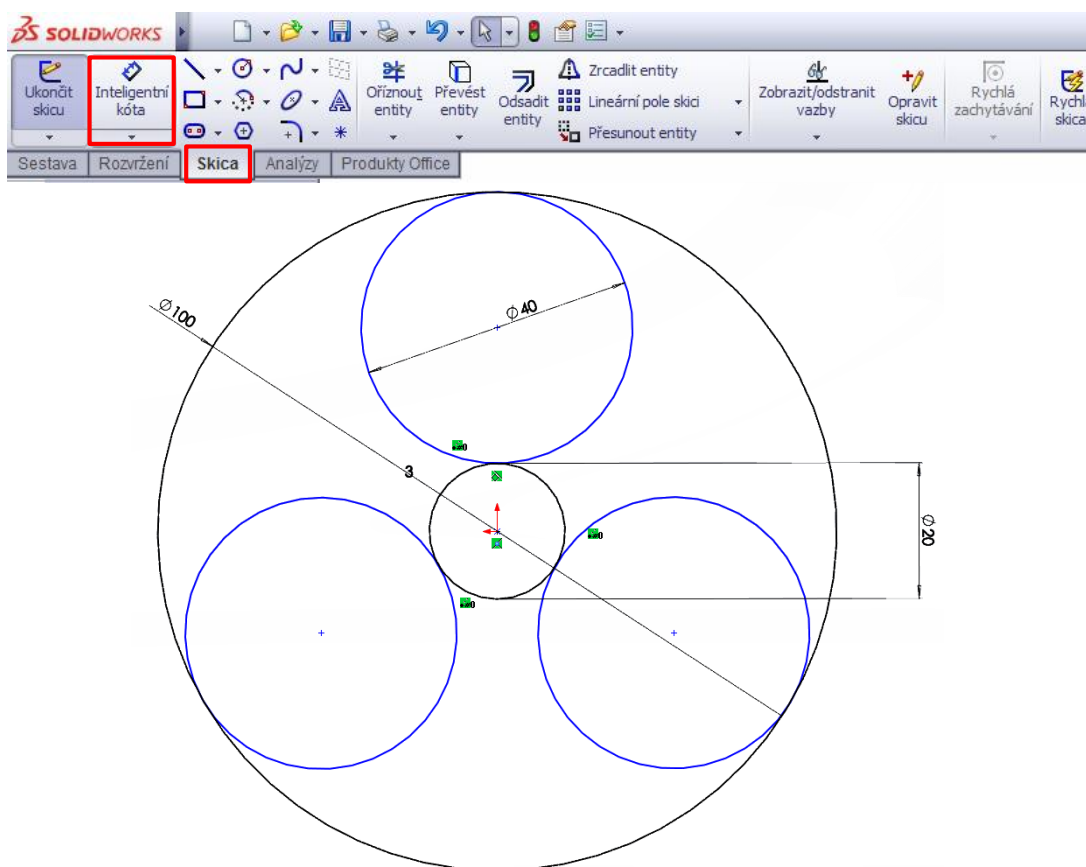 SOLIDWORKS
Ukončit skicu
Inteligentní kóta
Oříznout entity
Převést entity
Odsadit entity
Zrcadlit entity
Lineární pole skici
Přesunout entity
Zobrazit/odstranit vazby
Opravit skicu
Rychlá zachytávání
Rychlá skica
Sestava
Rozvržení
Skica
Analýzy
Produkty Office
Ø100
Ø40
3
Ø20